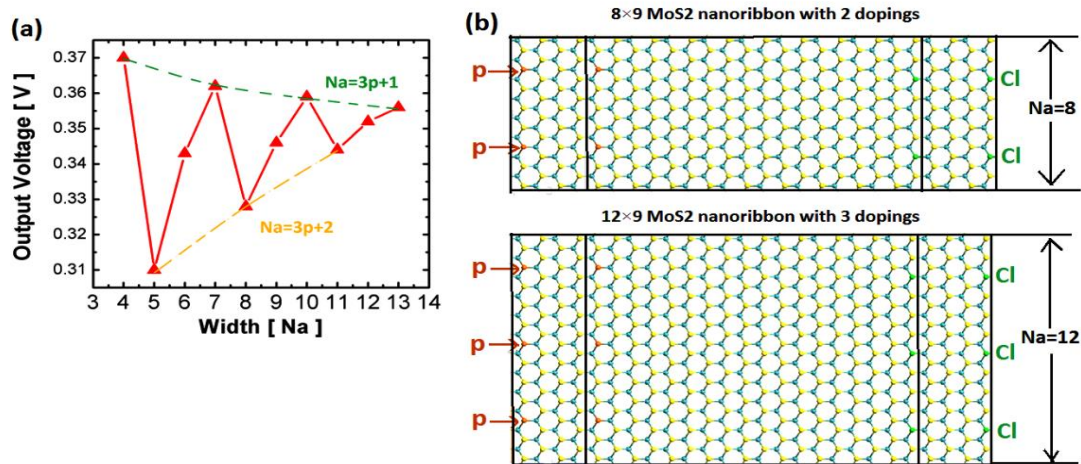 (a)
Output Voltage [ V ]
0.37
0.36
0.35
0.34
0.33
0.32
0.31
Na=3p+1
Na=3p+2
3 4 5 6 7 8 9 10 11 12 13 14
Width [ Na ]
(b)
8×9 MoS2 nanoribbon with 2 dopings
p
p
Cl
Cl
Na=8
12×9 MoS2 nanoribbon with 3 dopings
p
p
p
Cl
Cl
Cl
Na=12